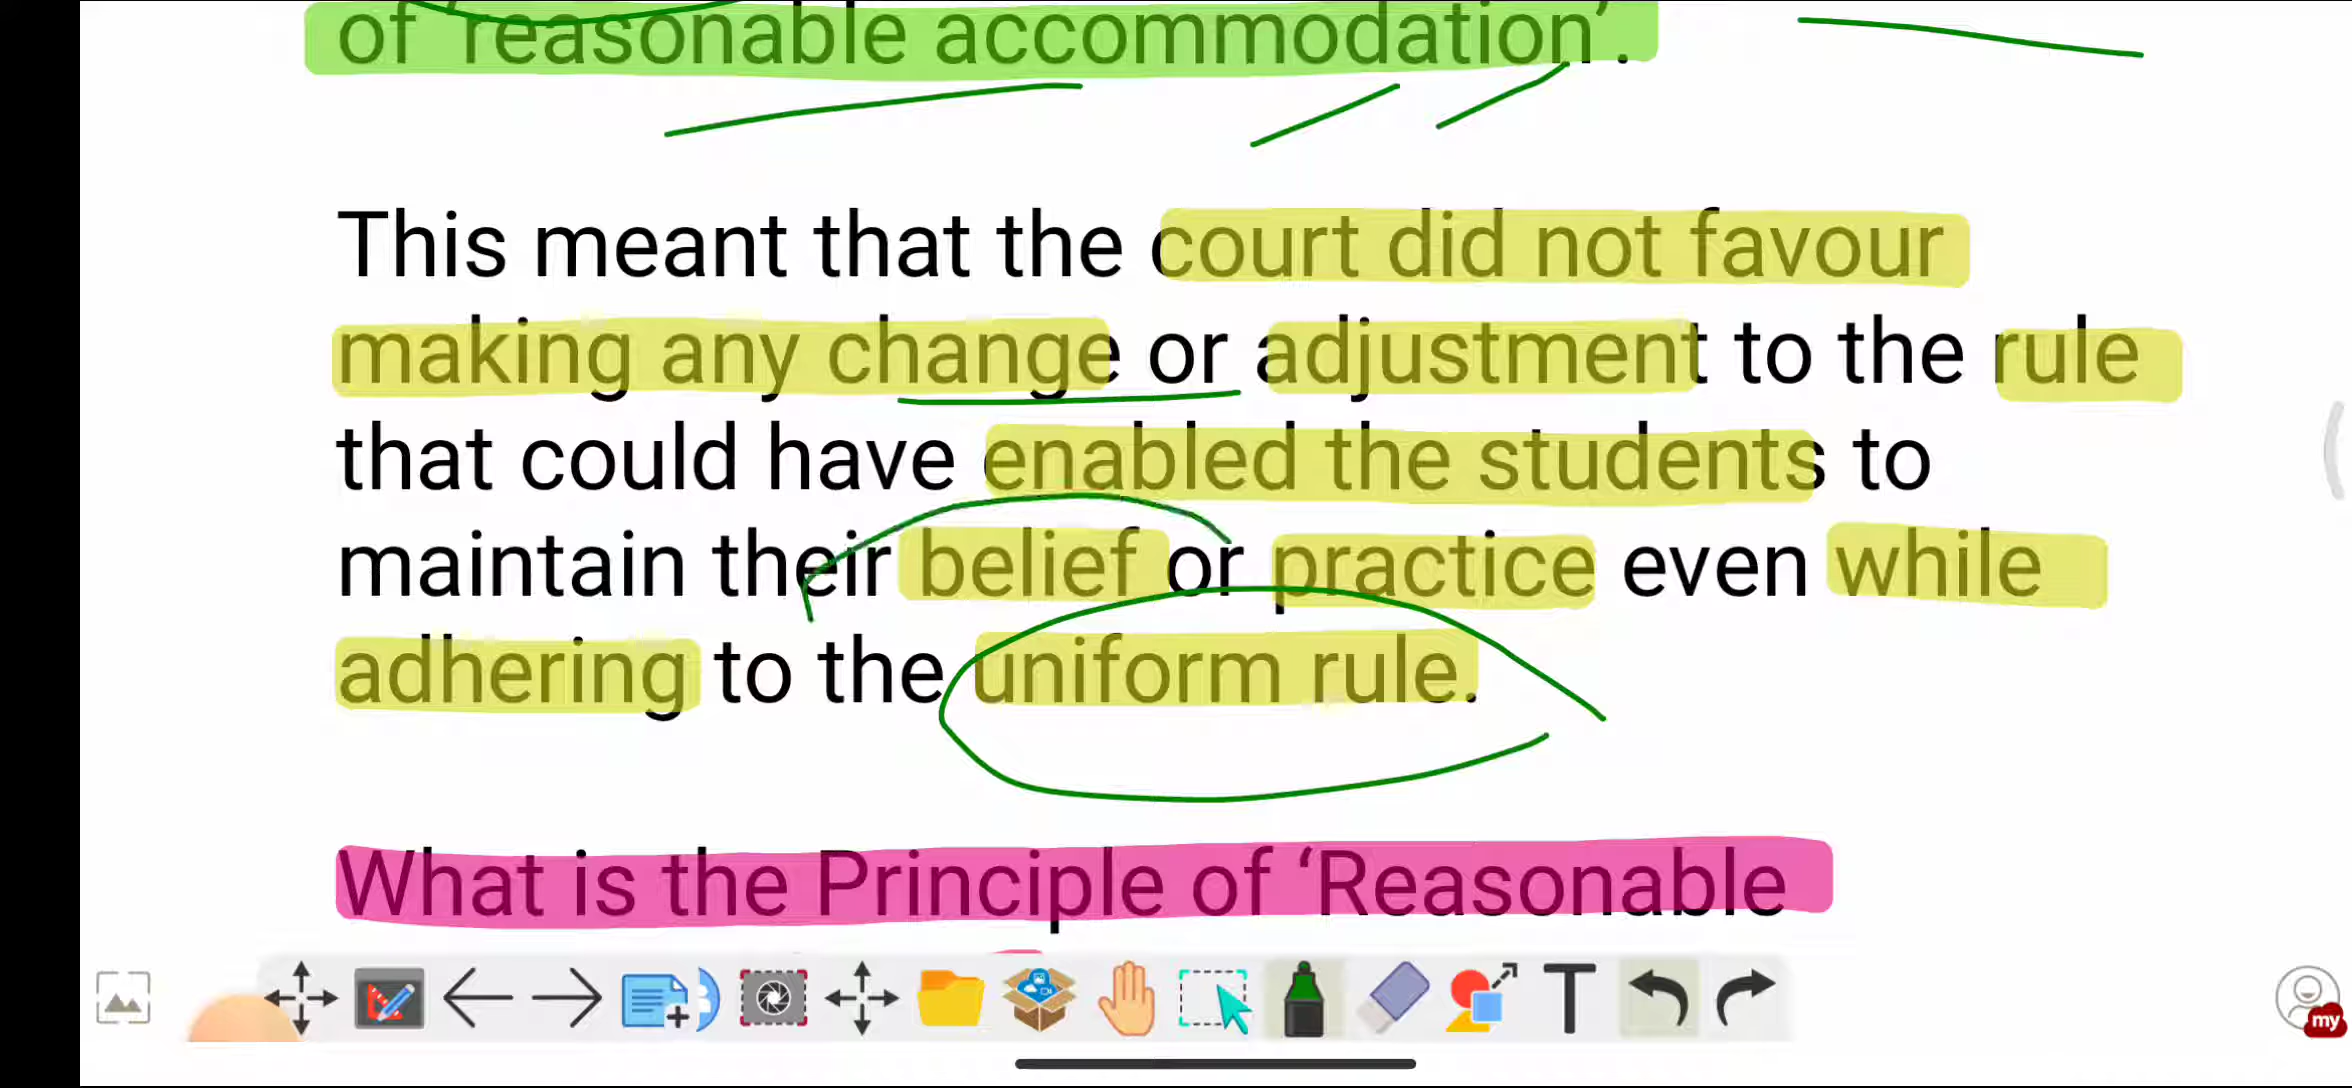 of ‘reasonable accommodation’.
This meant that the court did not favour
making any change or adjustment to the rule
that could have enabled the students to
maintain their belief or practice even while
adhering to the uniform rule.
What is the Principle of ‘Reasonable
T
my